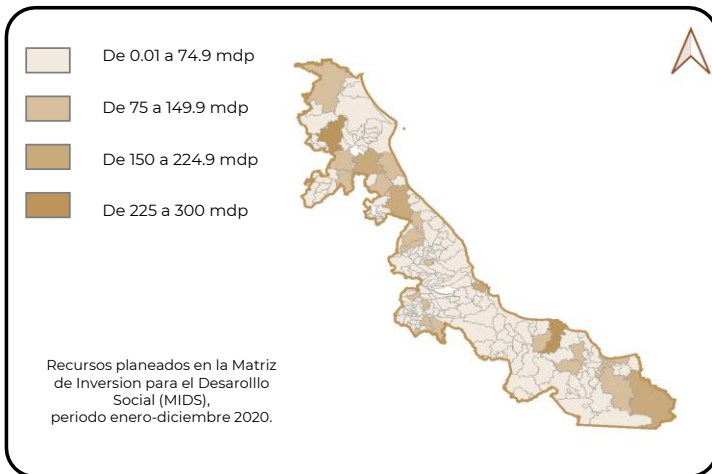 De 0.01 a 74.9 mdp
De 75 a 149.9 mdp
De 150 a 224.9 mdp
De 225 a 300 mdp
Recursos planeados en la Matriz
de Inversion para el Desarolllo
Social (MIDS),
periodo enero-diciembre 2020.